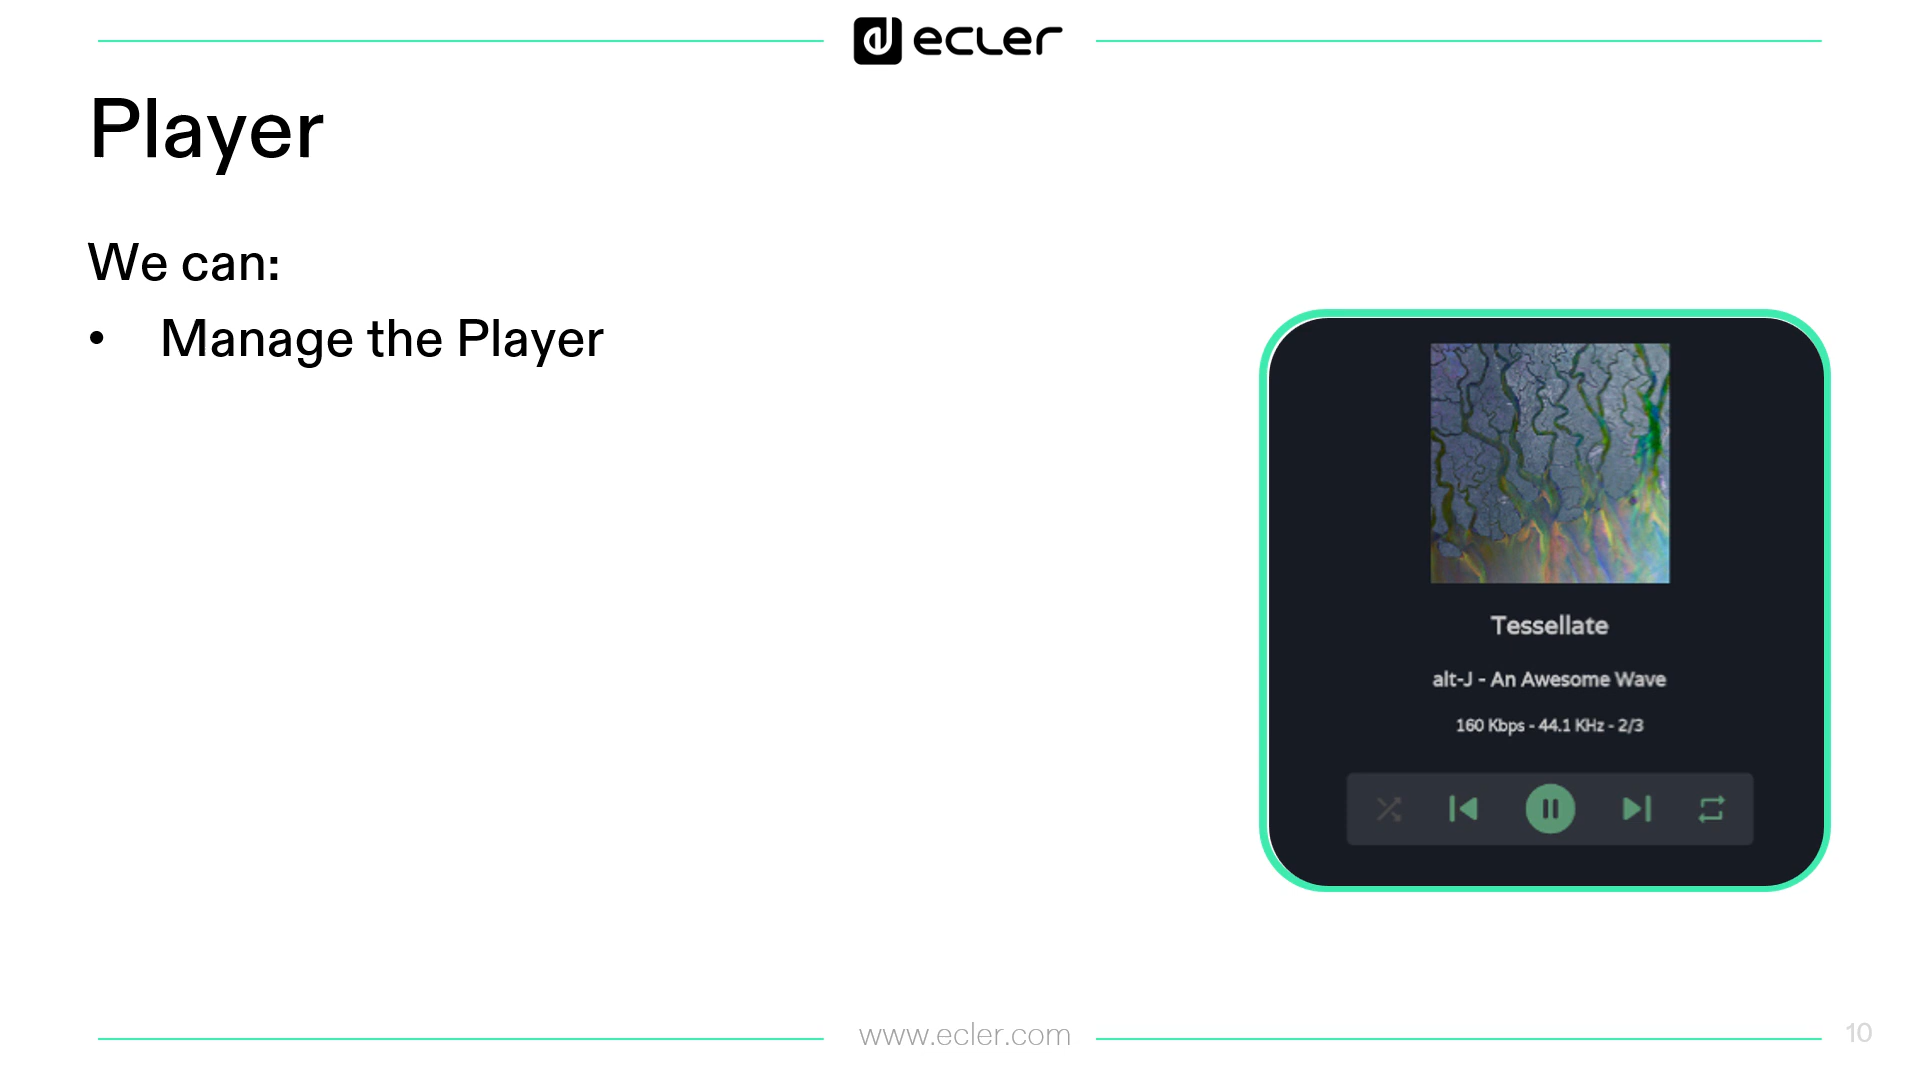 ecler
Player
We can:
• Manage the Player
Tessellate
alt-J - An Awesome Wave
160 Kbps - 44.1 KHz - 2/3
www.ecler.com
10